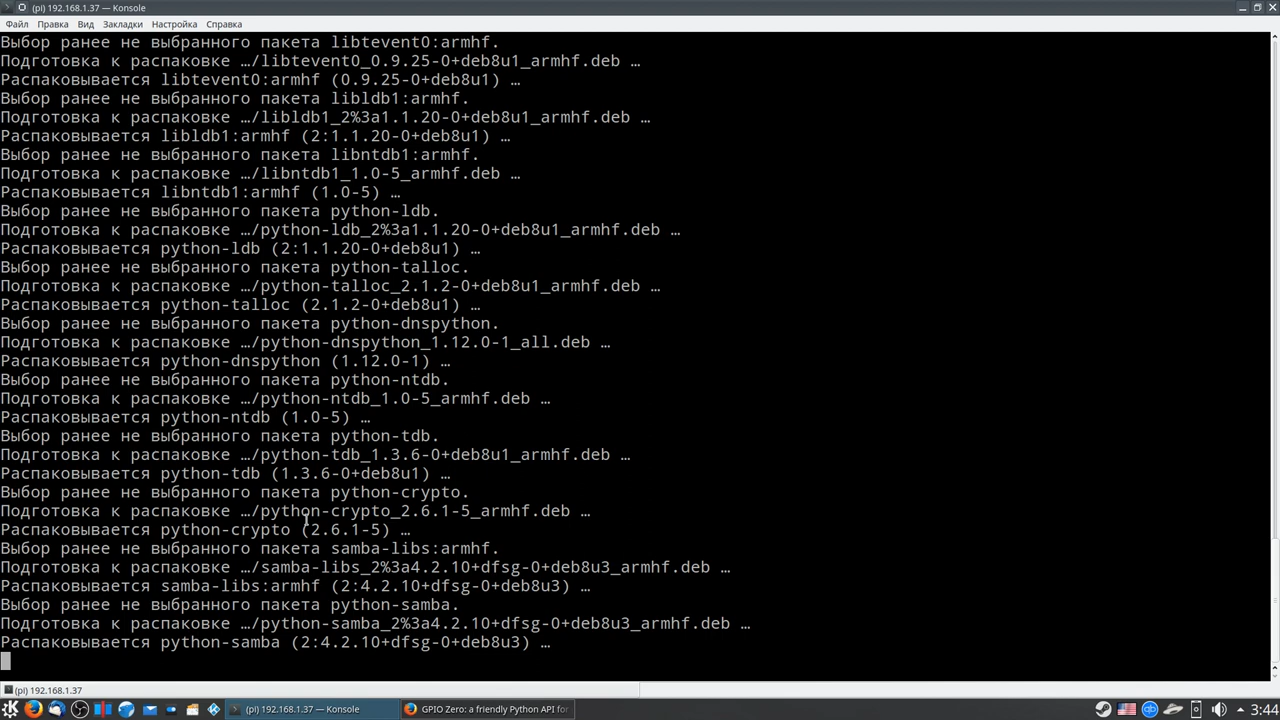 (pi) 192.168.1.37 — Konsole
Файл Правка Вид Закладки Настройка Справка
Выбор ранее не выбранного пакета libtevent0:armhf.
Подготовка к распаковке …/libtevent0_0.9.25-0+deb8u1_armhf.deb …
Распаковывается libtevent0:armhf (0.9.25-0+deb8u1) …
Выбор ранее не выбранного пакета libldb1:armhf.
Подготовка к распаковке …/libldb1_2%3a1.1.20-0+deb8u1_armhf.deb …
Распаковывается libldb1:armhf (2:1.1.20-0+deb8u1) …
Выбор ранее не выбранного пакета libntdb1:armhf.
Подготовка к распаковке …/libntdb1_1.0-5_armhf.deb …
Распаковывается libntdb1:armhf (1.0-5) …
Выбор ранее не выбранного пакета python-ldb.
Подготовка к распаковке …/python-ldb_2%3a1.1.20-0+deb8u1_armhf.deb …
Распаковывается python-ldb (2:1.1.20-0+deb8u1) …
Выбор ранее не выбранного пакета python-talloc.
Подготовка к распаковке …/python-talloc_2.1.2-0+deb8u1_armhf.deb …
Распаковывается python-talloc (2.1.2-0+deb8u1) …
Выбор ранее не выбранного пакета python-dnspython.
Подготовка к распаковке …/python-dnspython_1.12.0-1_all.deb …
Распаковывается python-dnspython (1.12.0-1) …
Выбор ранее не выбранного пакета python-ntdb.
Подготовка к распаковке …/python-ntdb_1.0-5_armhf.deb …
Распаковывается python-ntdb (1.0-5) …
Выбор ранее не выбранного пакета python-tdb.
Подготовка к распаковке …/python-tdb_1.3.6-0+deb8u1_armhf.deb …
Распаковывается python-tdb (1.3.6-0+deb8u1) …
Выбор ранее не выбранного пакета python-crypto.
Подготовка к распаковке …/python-crypto_2.6.1-5_armhf.deb …
Распаковывается python-crypto (2.6.1-5) …
Выбор ранее не выбранного пакета samba-libs:armhf.
Подготовка к распаковке …/samba-libs_2%3a4.2.10+dfsg-0+deb8u3_armhf.deb …
Распаковывается samba-libs:armhf (2:4.2.10+dfsg-0+deb8u3) …
Выбор ранее не выбранного пакета python-samba.
Подготовка к распаковке …/python-samba_2%3a4.2.10+dfsg-0+deb8u3_armhf.deb …
Распаковывается python-samba (2:4.2.10+dfsg-0+deb8u3) …
(pi) 192.168.1.37
(pi) 192.168.1.37 — Konsole
GPIO Zero: a friendly Python API for
3:44